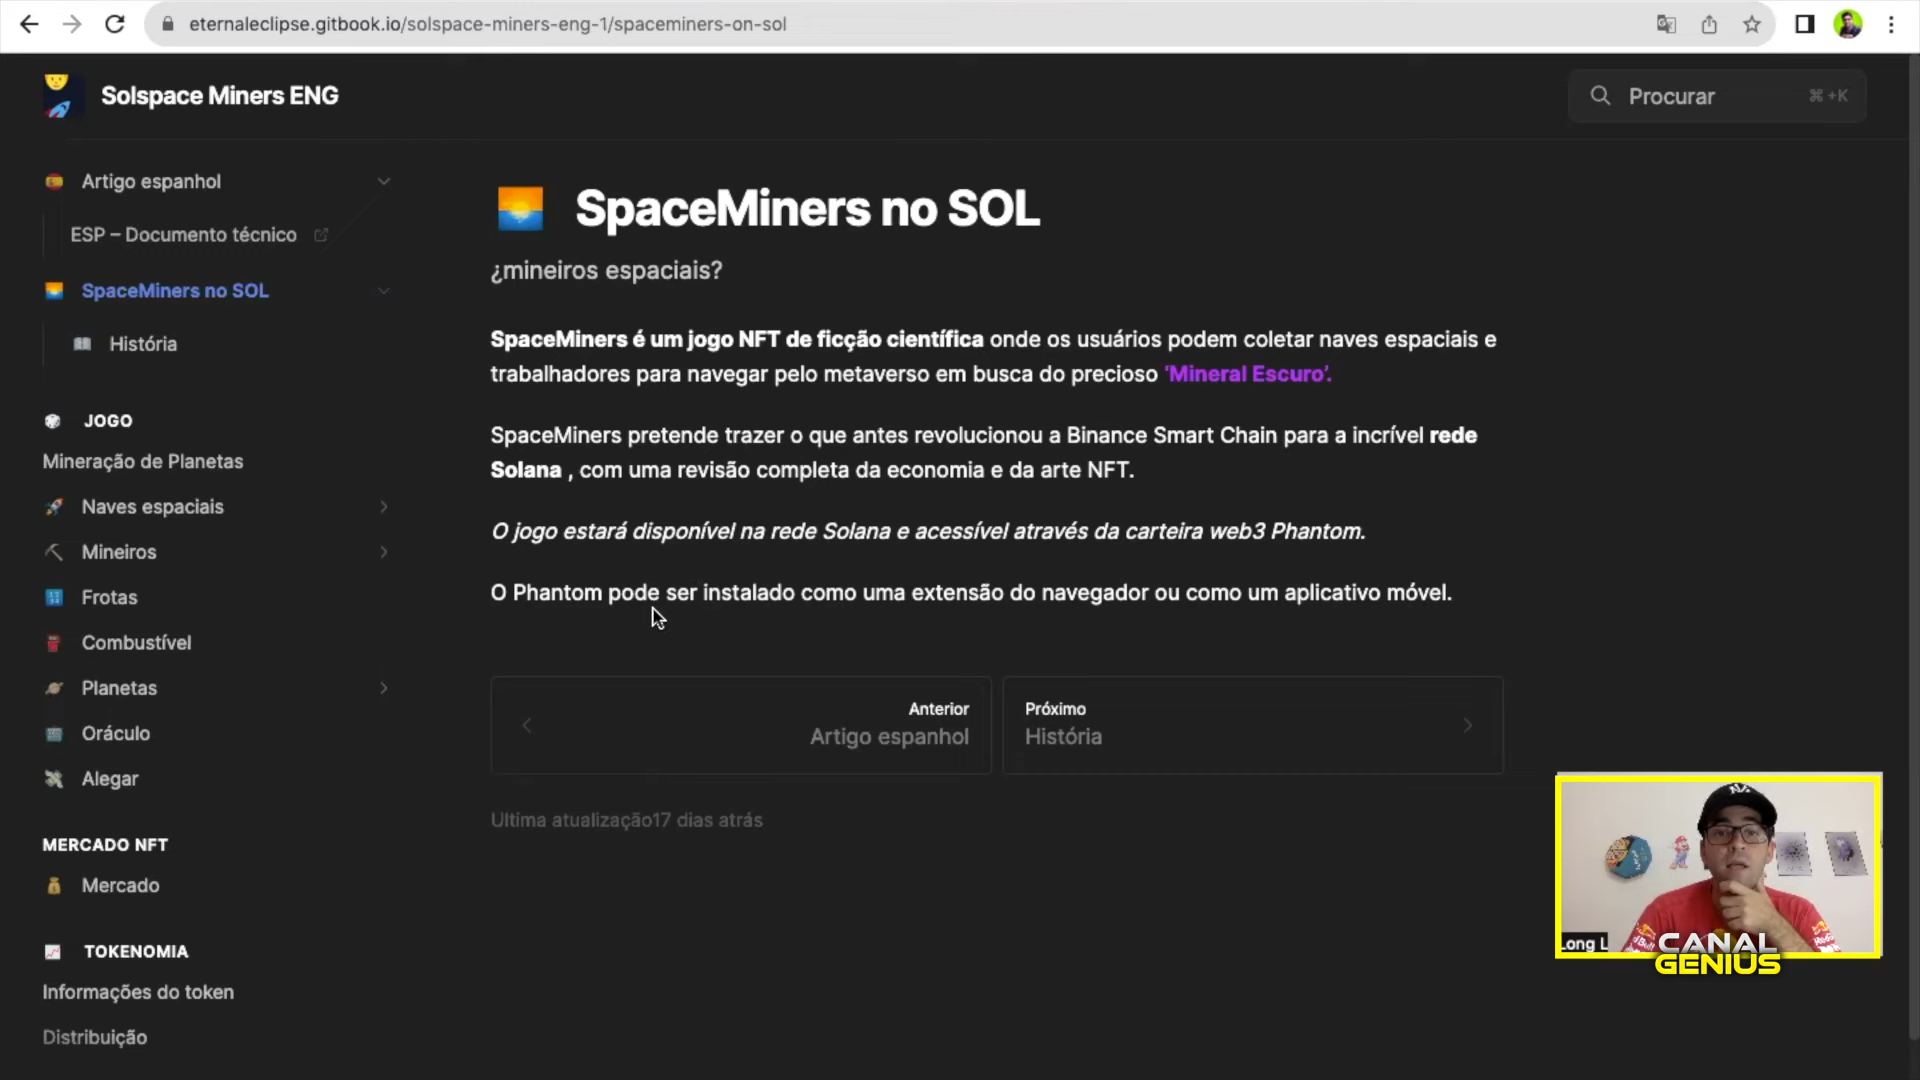 eternaleclipse.gitbook.io/solspace-miners-eng-1/spaceminers-on-sol
Solspace Miners ENG
Procurar
⌘+K
Artigo espanhol
ESP – Documento técnico
SpaceMiners no SOL
História
JOGO
Mineração de Planetas
Naves espaciais
Mineiros
Frotas
Combustível
Planetas
Oráculo
Alegar
MERCADO NFT
Mercado
TOKENOMIA
Informações do token
Distribuição
SpaceMiners no SOL
¿mineiros espaciais?
SpaceMiners é um jogo NFT de ficção científica onde os usuários podem coletar naves espaciais e
trabalhadores para navegar pelo metaverso em busca do precioso 'Mineral Escuro'.
SpaceMiners pretende trazer o que antes revolucionou a Binance Smart Chain para a incrível rede
Solana , com uma revisão completa da economia e da arte NFT.
O jogo estará disponível na rede Solana e acessível através da carteira web3 Phantom.
O Phantom pode ser instalado como uma extensão do navegador ou como um aplicativo móvel.
Anterior
Artigo espanhol
Próximo
História
Ultima atualização17 dias atrás
Long L
CANAL
GENIUS